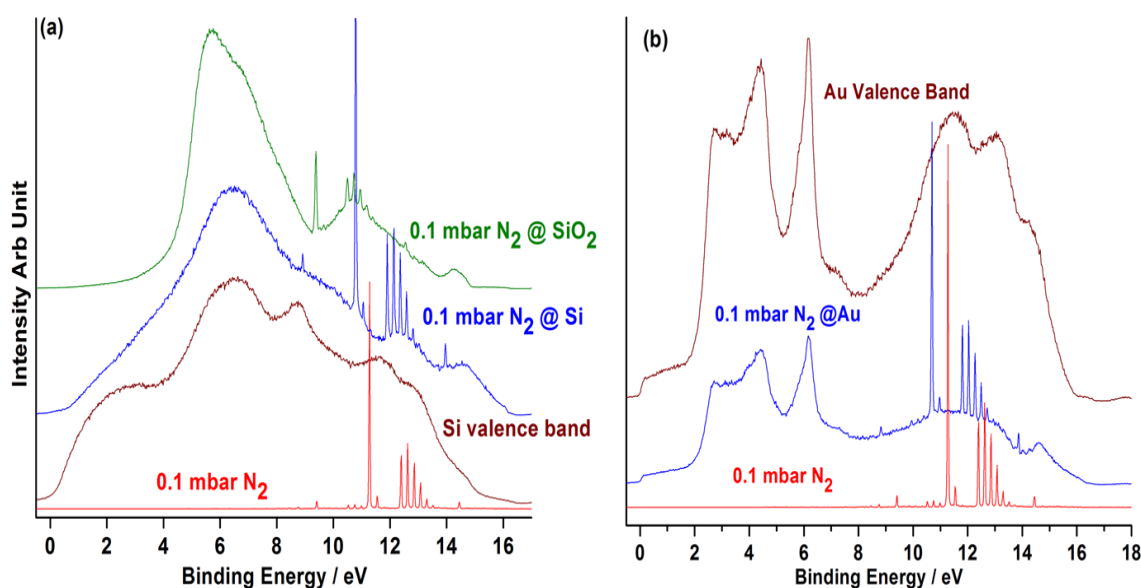 (a)
Intensity Arb Unit
0.1 mbar N2 @ SiO2
0.1 mbar N2 @ Si
Si valence band
0.1 mbar N2
0 2 4 6 8 10 12 14 16
Binding Energy / eV
(b)
Au Valence Band
0.1 mbar N2 @Au
0.1 mbar N2
0 2 4 6 8 10 12 14 16 18
Binding Energy / eV